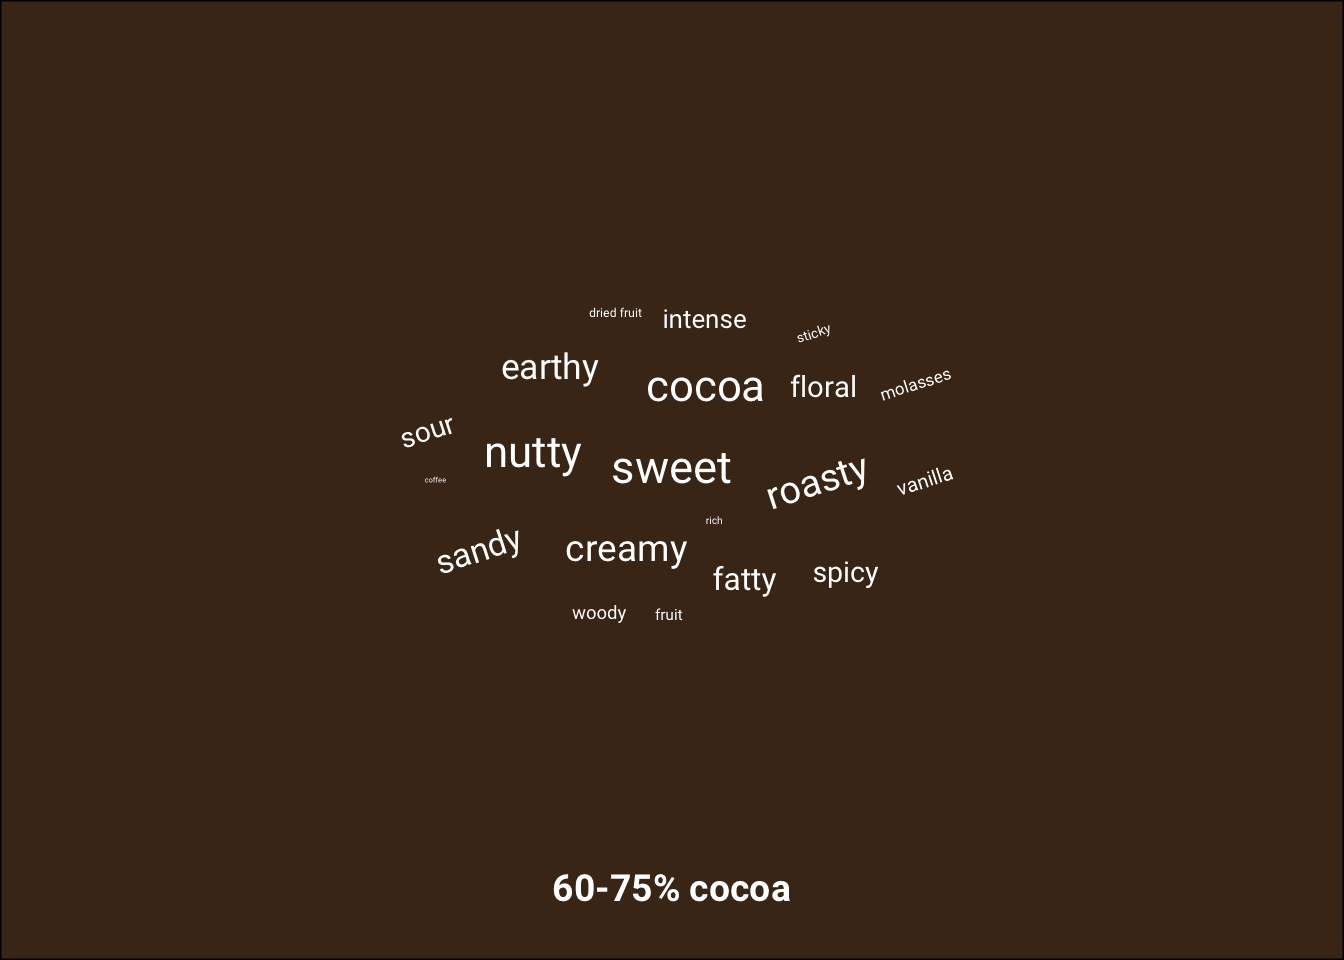 dried fruit intense
sticky
earthy cocoa floral molasses
sour
nutty sweet roasty vanilla
coffee
rich
sandy creamy
fatty spicy
woody fruit
60-75% cocoa